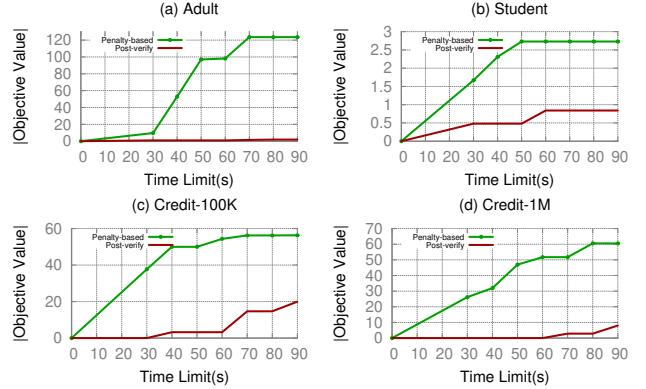 (a) Adult
|Objective Value|
120
100
80
60
40
20
0
Penalty-based
Post-verify
0 10 20 30 40 50 60 70 80 90
Time Limit(s)
(b) Student
|Objective Value|
3
2.5
2
1.5
1
0.5
0
Penalty-based
Post-verify
0 10 20 30 40 50 60 70 80 90
Time Limit(s)
(c) Credit-100K
|Objective Value|
60
40
20
0
Penalty-based
Post-verify
0 10 20 30 40 50 60 70 80 90
Time Limit(s)
(d) Credit-1M
|Objective Value|
70
60
50
40
30
20
10
0
Penalty-based
Post-verify
0 10 20 30 40 50 60 70 80 90
Time Limit(s)